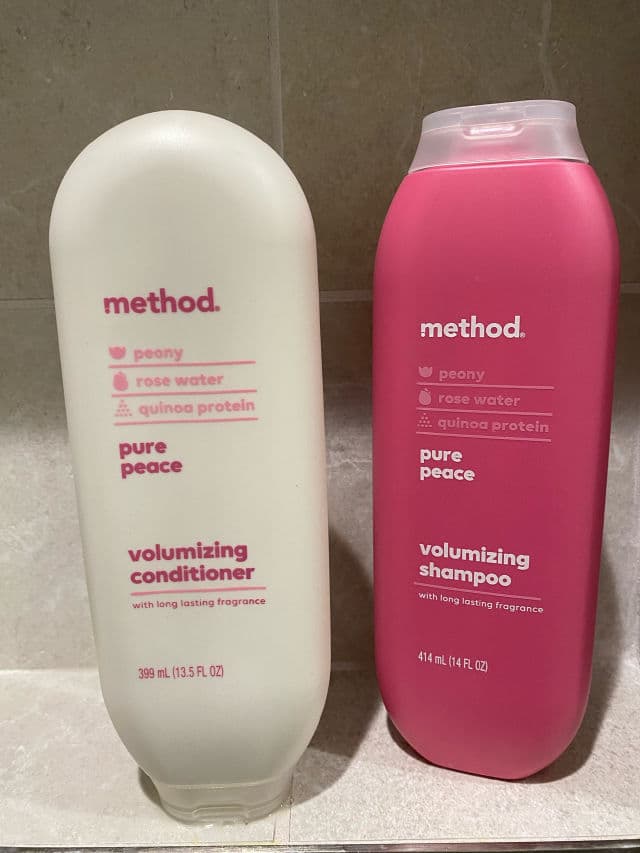 method.
peony
rose water
quinoa protein
pure
peace
volumizing
conditioner
with long lasting fragrance
399 mL (13.5 FL OZ)
method®
peony
rose water
quinoa protein
pure
peace
volumizing
shampoo
with long lasting fragrance
414 mL (14 FL OZ)